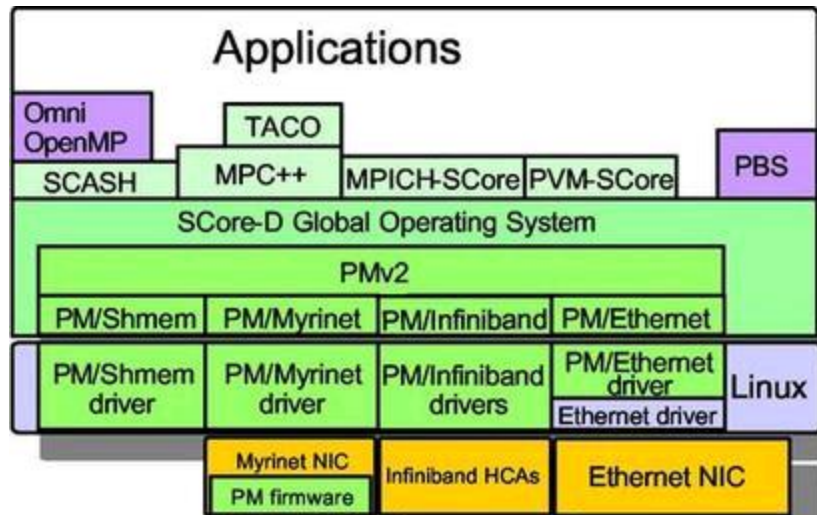 Applications
Omni
OpenMP
TACO
SCASH
MPC++
MPICH-SCore
PVM-SCore
PBS
SCore-D Global Operating System
PMv2
PM/Shmem
PM/Myrinet
PM/Infiniband
PM/Ethernet
PM/Shmem
driver
PM/Myrinet
driver
PM/Infiniband
drivers
PM/Ethernet
driver
Ethernet driver
Linux
Myrinet NIC
PM firmware
Infiniband HCAs
Ethernet NIC